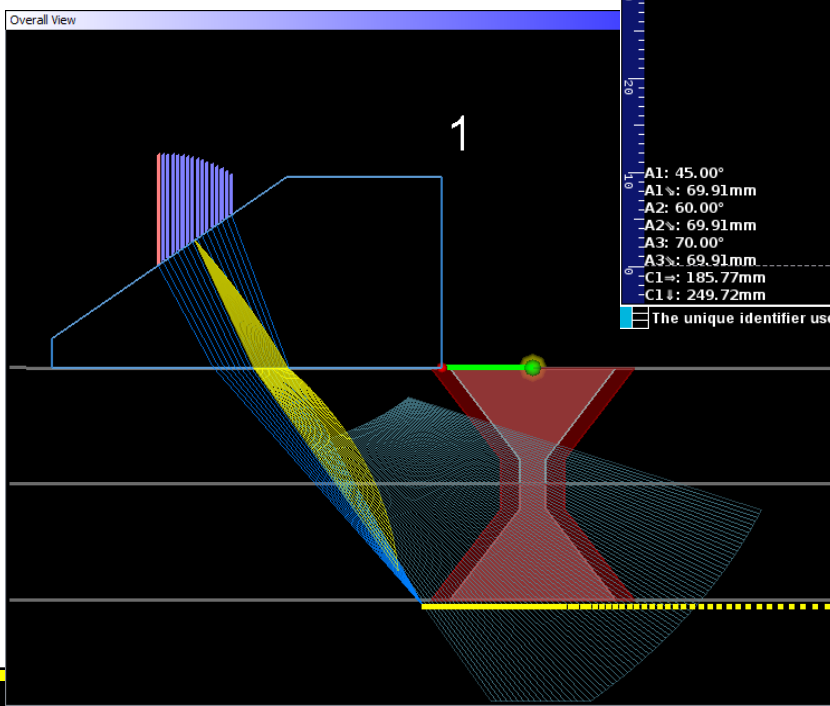 Overall View
1
20
10
0
A1: 45.00°
A1⇘: 69.91mm
A2: 60.00°
A2⇘: 69.91mm
A3: 70.00°
A3⇘: 69.91mm
C1⇒: 185.77mm
C1⇓: 249.72mm
The unique identifier use